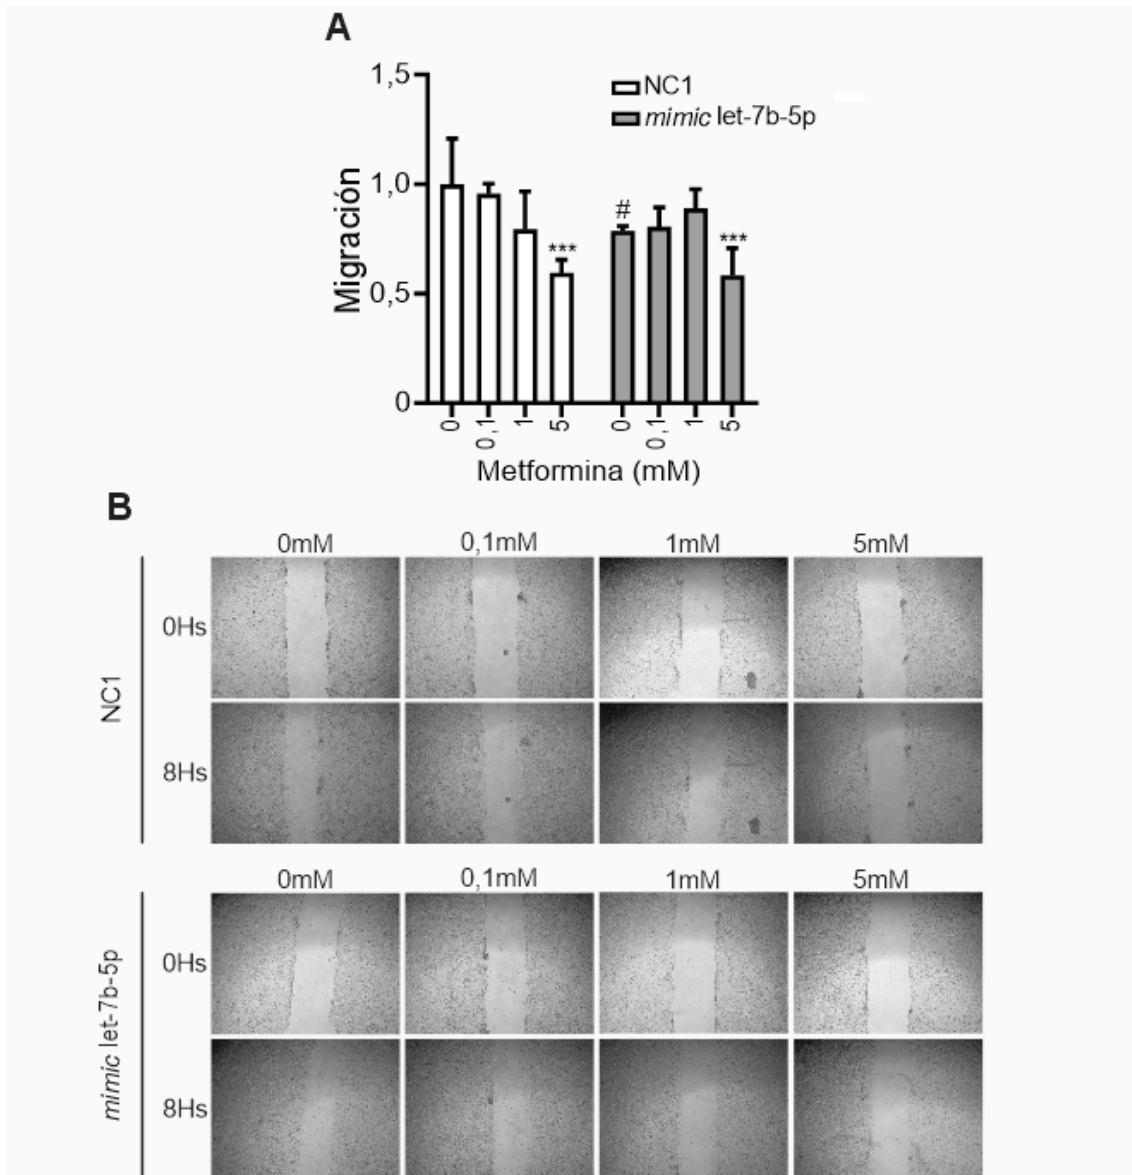 A
1,5
1,0
0,5
0
Migración
NC1
mimic let-7b-5p
#
***
***
0 0,1 1 5 0 0,1 1 5
Metformina (mM)
B
0mM 0,1mM 1mM 5mM
NC1
0Hs
8Hs
0mM 0,1mM 1mM 5mM
mimic let-7b-5p
0Hs
8Hs